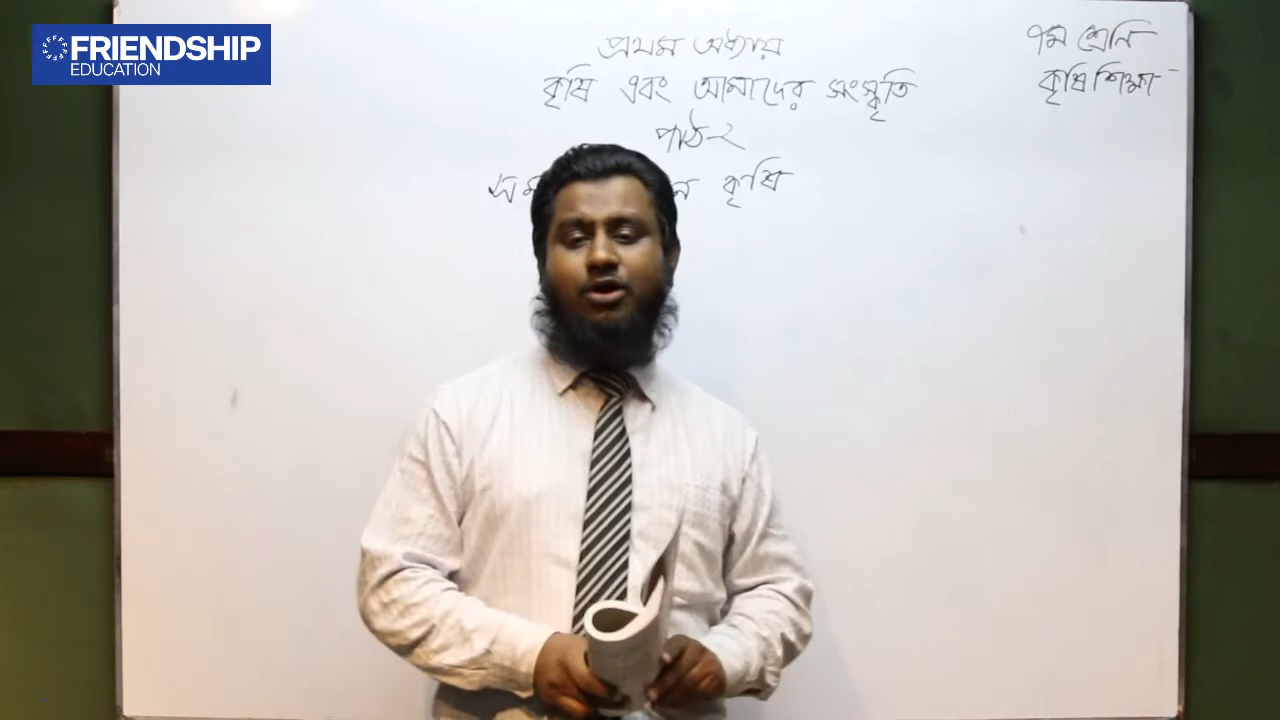 FRIENDSHIP
EDUCATION
প্রথম অধ্যায়
কৃষি এবং আমাদের সংস্কৃতি
পাঠ-২
কৃষি
৭ম শ্রেনি
কৃষি শিক্ষা